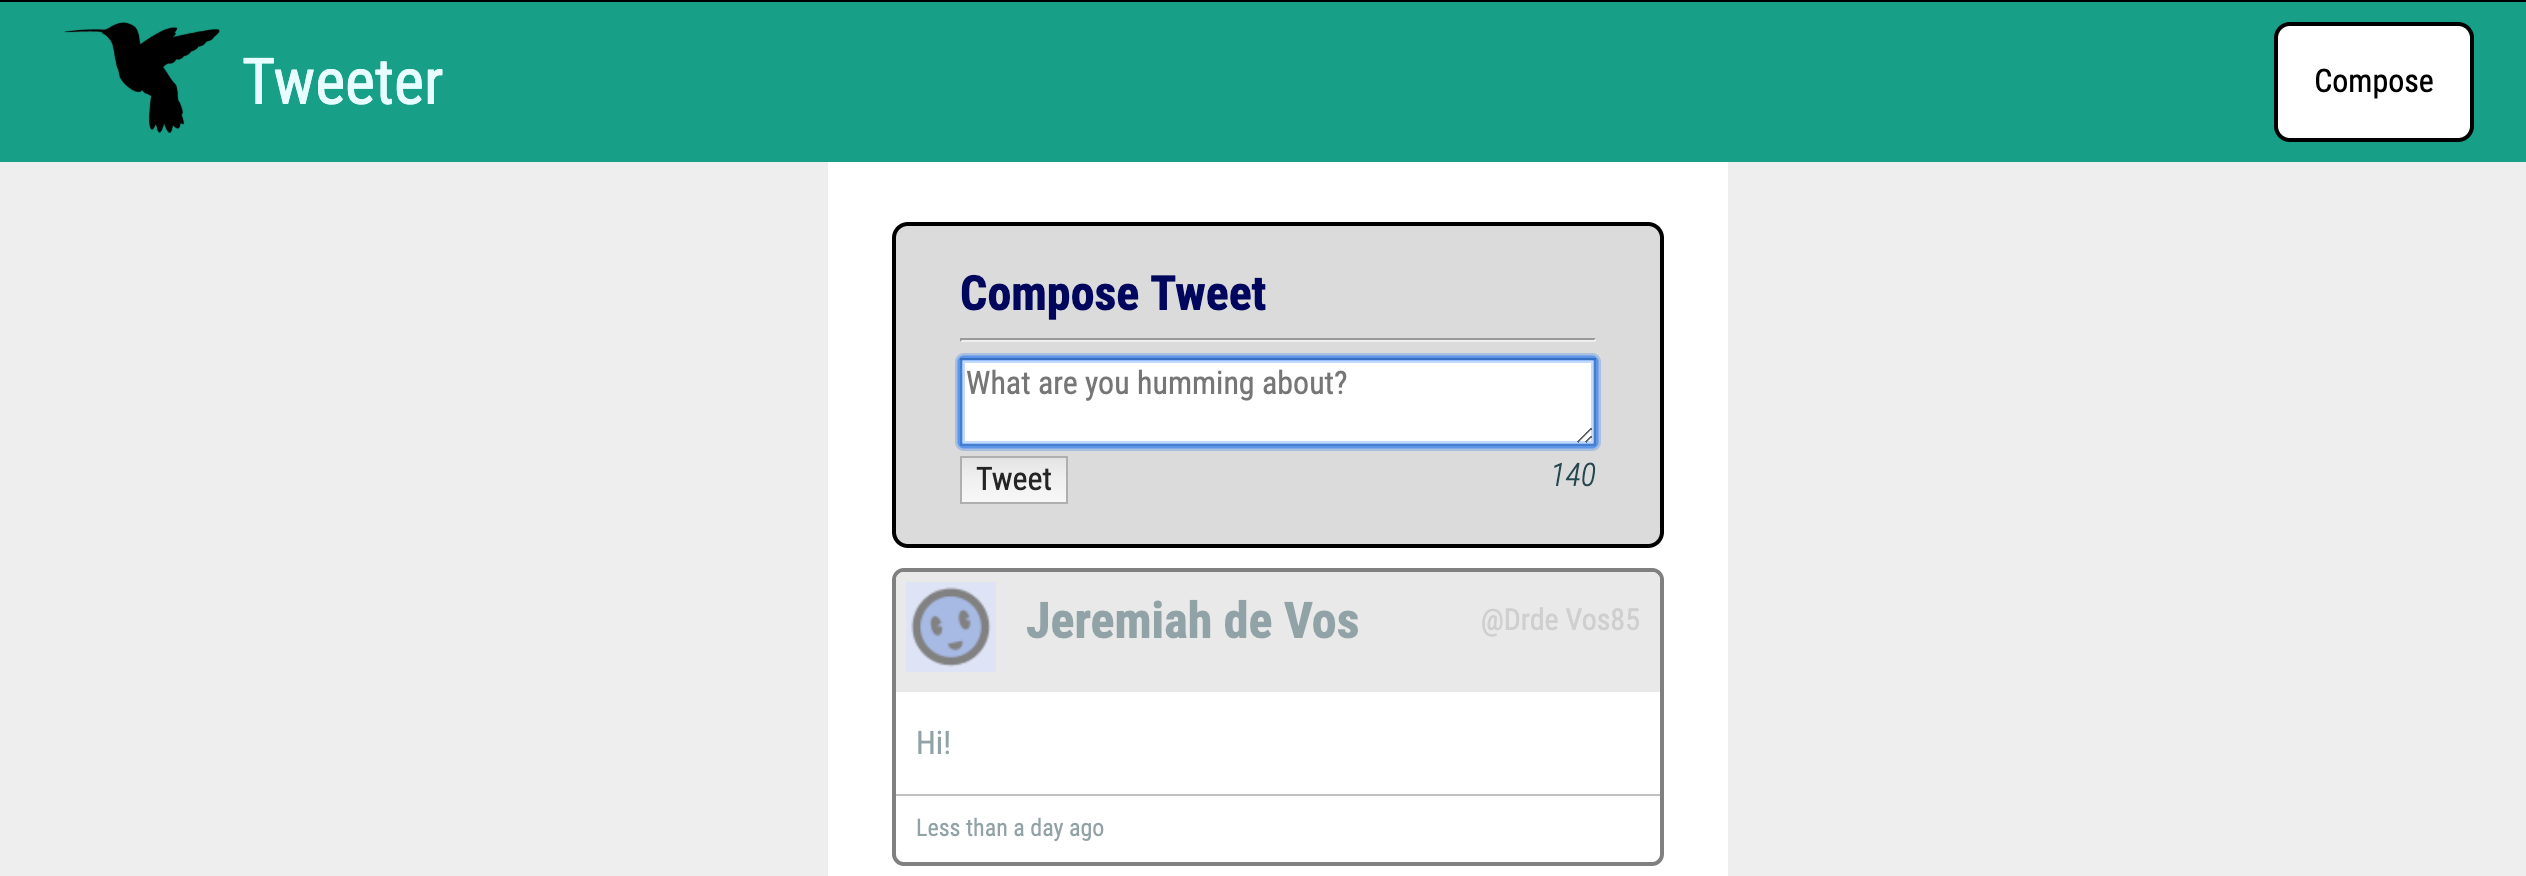 Tweeter
Compose
Compose Tweet
What are you humming about?
Tweet
140
Jeremiah de Vos
@Drde Vos85
Hi!
Less than a day ago